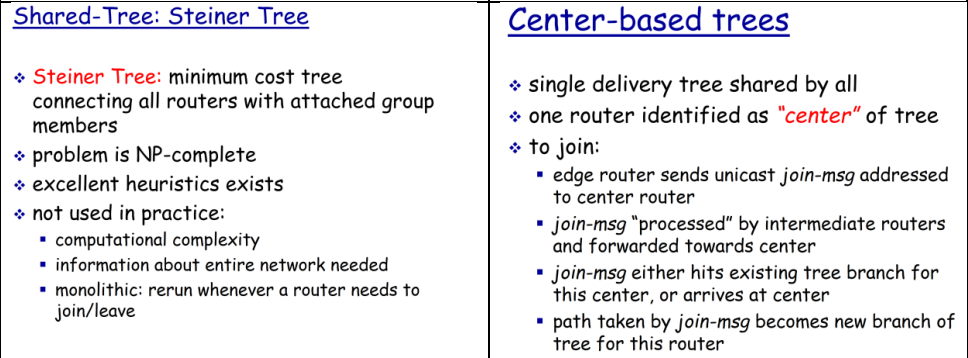 Shared-Tree: Steiner Tree
Steiner Tree: minimum cost tree
connecting all routers with attached group
members
problem is NP-complete
excellent heuristics exists
not used in practice:
computational complexity
information about entire network needed
monolithic: rerun whenever a router needs to
join/leave
Center-based trees
single delivery tree shared by all
one router identified as “center” of tree
to join:
edge router sends unicast join-msg addressed
to center router
join-msg “processed” by intermediate routers
and forwarded towards center
join-msg either hits existing tree branch for
this center, or arrives at center
path taken by join-msg becomes new branch of
tree for this router